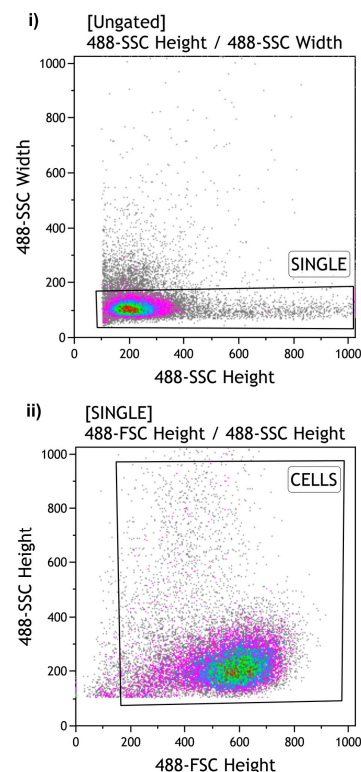 i)
[Ungated]
488-SSC Height / 488-SSC Width
1000
800
600
400
200
0
488-SSC Width
SINGLE
0 200 400 600 800 1000
488-SSC Height
ii)
[SINGLE]
488-FSC Height / 488-SSC Height
1000
800
600
400
200
0
488-SSC Height
CELLS
0 200 400 600 800 1000
488-FSC Height